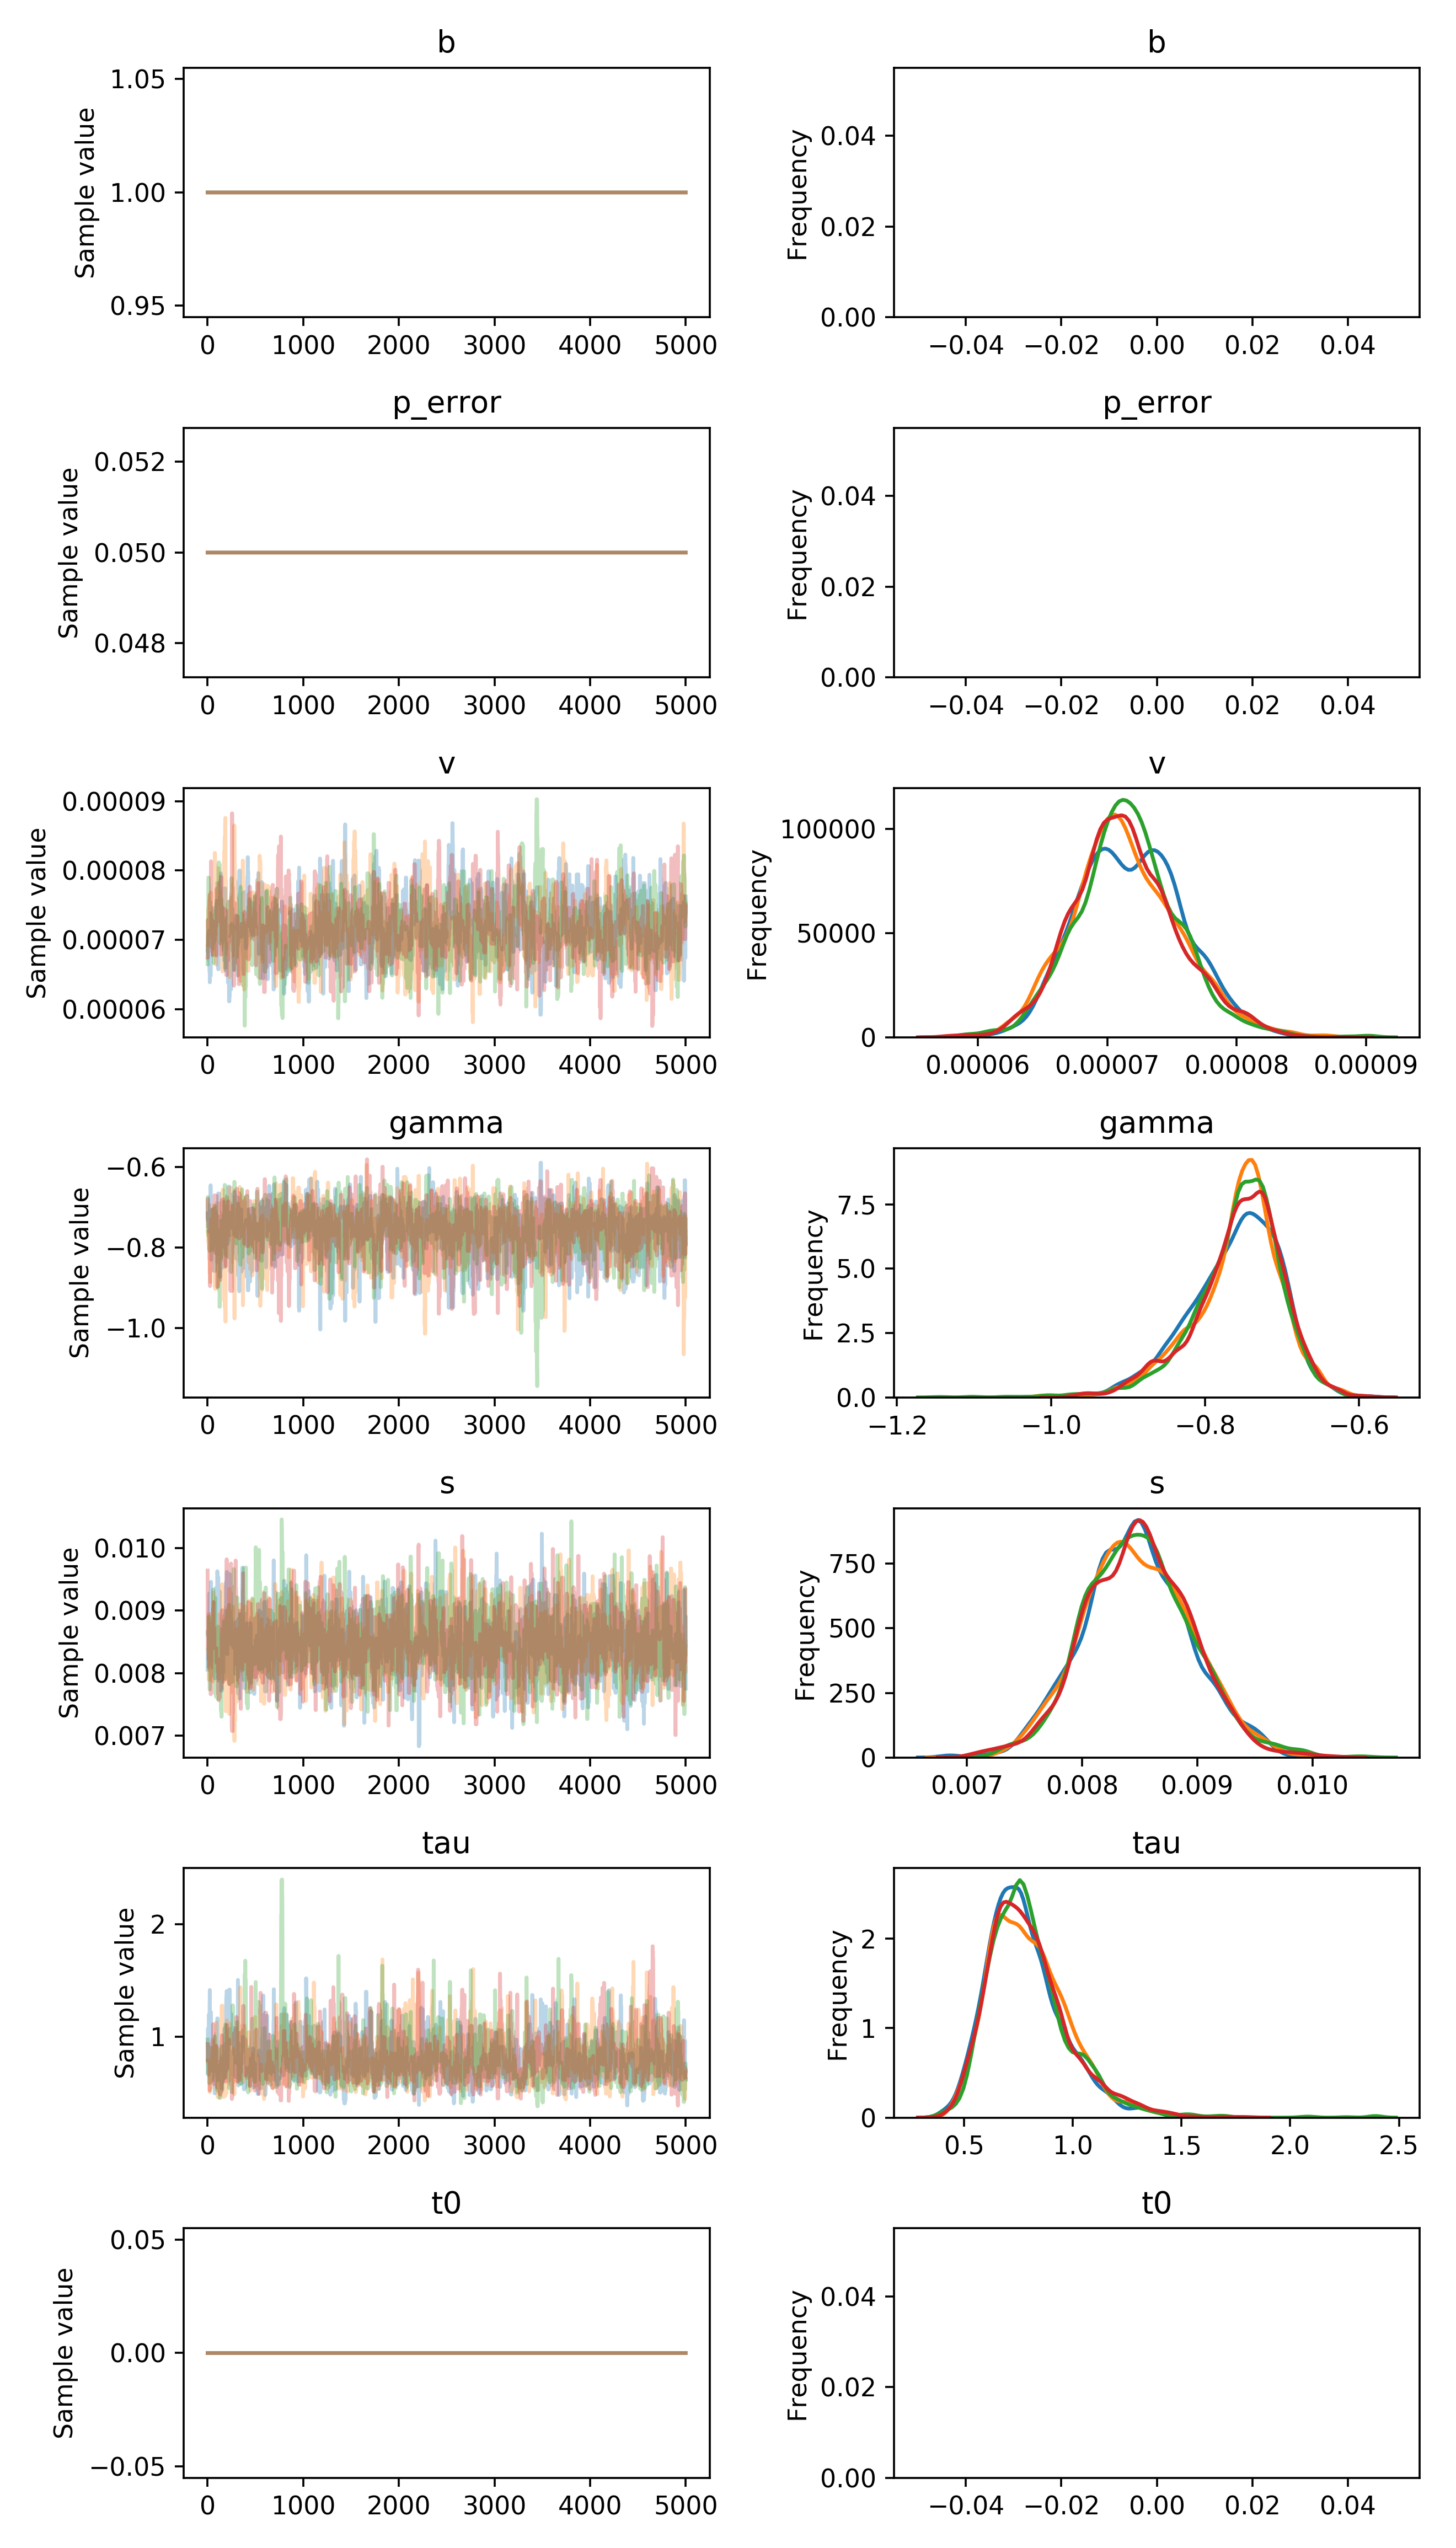 b b
Sample value 1.05 1.00 0.95 Frequency 0.04 0.02 0.00
0 1000 2000 3000 4000 5000 −0.04 −0.02 0.00 0.02 0.04
p_error p_error
Sample value 0.052 0.050 0.048 Frequency 0.04 0.02 0.00
0 1000 2000 3000 4000 5000 −0.04 −0.02 0.00 0.02 0.04
v v
Sample value 0.00009 0.00008 0.00007 0.00006 Frequency 100000 50000 0
0 1000 2000 3000 4000 5000 0.00006 0.00007 0.00008 0.00009
gamma gamma
Sample value −0.6 −0.8 −1.0 Frequency 7.5 5.0 2.5 0.0
0 1000 2000 3000 4000 5000 −1.2 −1.0 −0.8 −0.6
s s
Sample value 0.010 0.009 0.008 0.007 Frequency 750 500 250 0
0 1000 2000 3000 4000 5000 0.007 0.008 0.009 0.010
tau tau
Sample value 2 1 Frequency 2 1 0
0 1000 2000 3000 4000 5000 0.5 1.0 1.5 2.0 2.5
t0 t0
Sample value 0.05 0.00 −0.05 Frequency 0.04 0.02 0.00
0 1000 2000 3000 4000 5000 −0.04 −0.02 0.00 0.02 0.04